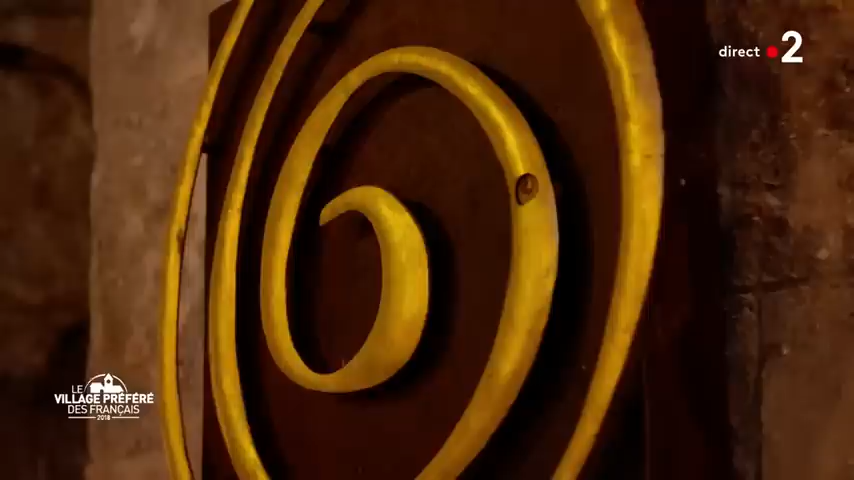 direct 2
LE
VILLAGE PRÉFÉRÉ
DES FRANÇAIS
2018